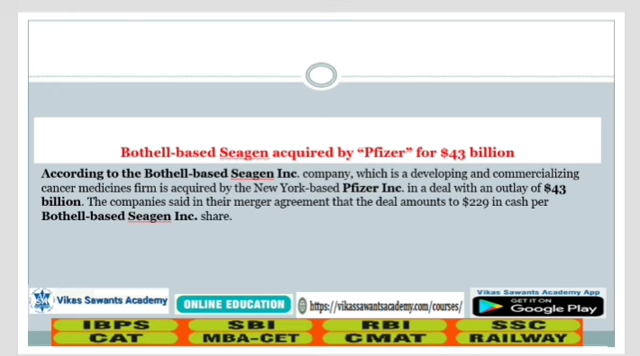 Bothell-based Seagen acquired by “Pfizer” for $43 billion
According to the Bothell-based Seagen Inc. company, which is a developing and commercializing
cancer medicines firm is acquired by the New York-based Pfizer Inc. in a deal with an outlay of $43
billion. The companies said in their merger agreement that the deal amounts to $229 in cash per
Bothell-based Seagen Inc. share.
Vikas Sawants Academy App
Vikas Sawants Academy
ONLINE EDUCATION
https://vikassawantsacademy.com/courses/
GET IT ON
Google Play
IBPS SBI RBI SSC
CAT MBA-CET CMAT RAILWAY